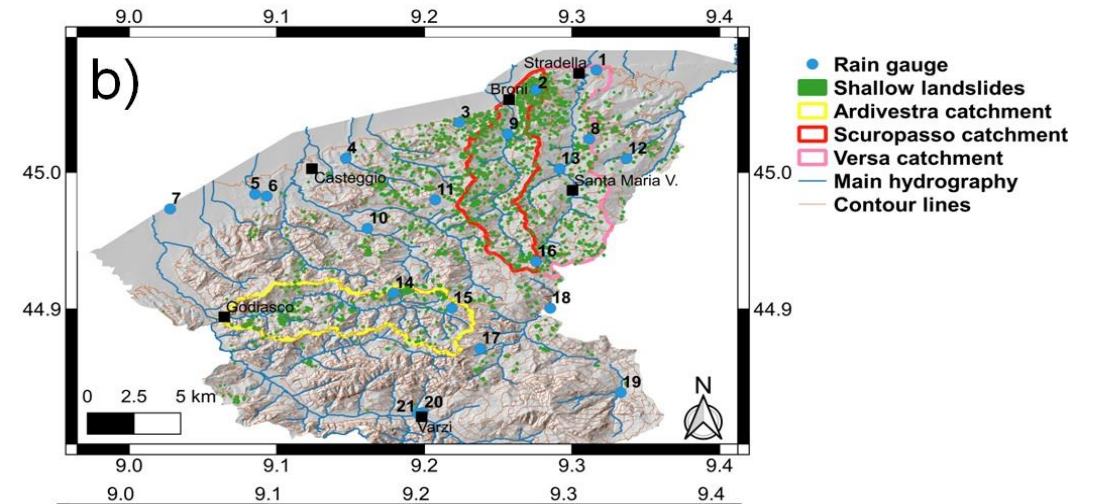 9.0 9.1 9.2 9.3 9.4
b)
Stradella 1
Broni 2
3
9
8
4
13 12
45.0 45.0
Casteggio
Santa Maria V.
5 6
7
11
10
16
14
15
18
44.9 44.9
Godiasco
17
19
0 2.5 5 km
N
21 20
Varzi
9.0 9.1 9.2 9.3 9.4
9.0 9.1 9.2 9.3 9.4
Rain gauge
Shallow landslides
Ardivestra catchment
Scuropasso catchment
Versa catchment
Main hydrography
Contour lines